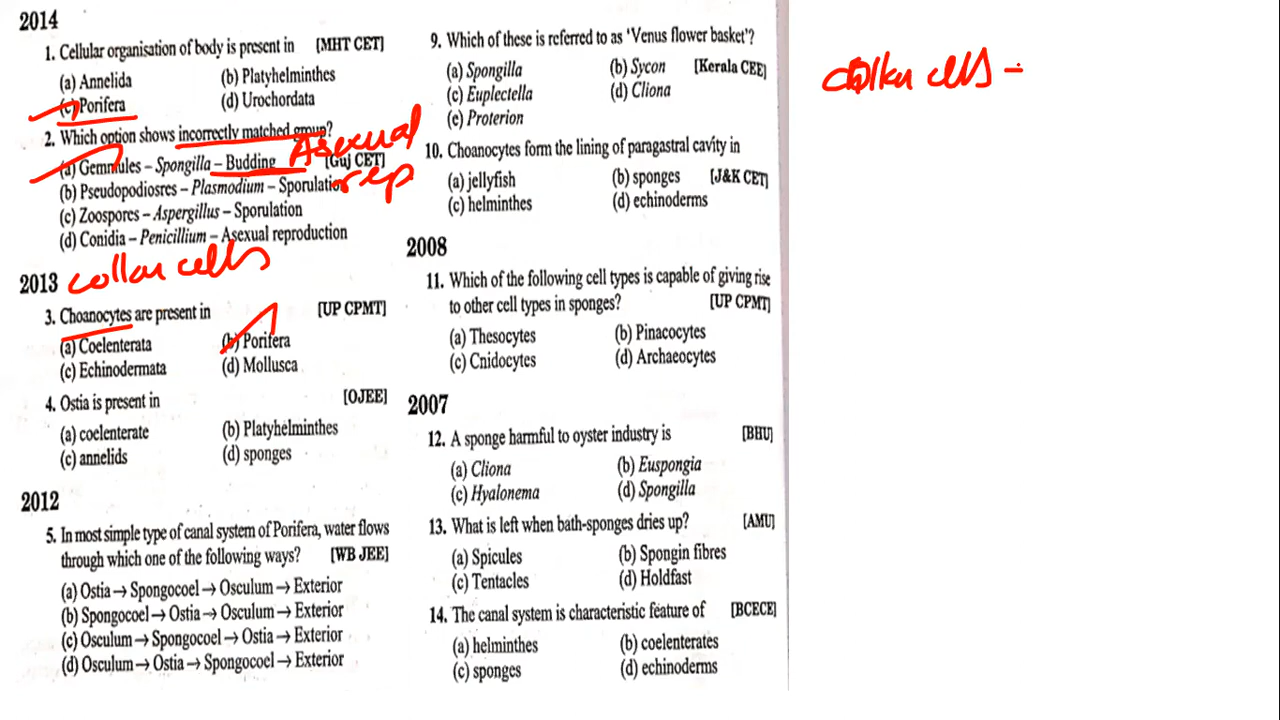 2014
1. Cellular organisation of body is present in [MHT CET]
(a) Annelida (b) Platyhelminthes
(c) Porifera (d) Urochordata
2. Which option shows incorrectly matched group?
Asexual
(a) Gemmules – Spongilla – Budding [Guj CET]
rep
(b) Pseudopodiosres – Plasmodium – Sporulation
(c) Zoospores – Aspergillus – Sporulation
(d) Conidia – Penicillium – Asexual reproduction
2013 collar cells
3. Choanocytes are present in [UP CPMT]
(a) Coelenterata (b) Porifera
(c) Echinodermata (d) Mollusca
4. Ostia is present in [OJEE]
(a) coelenterate (b) Platyhelminthes
(c) annelids (d) sponges
2012
5. In most simple type of canal system of Porifera, water flows
through which one of the following ways? [WB JEE]
(a) Ostia → Spongocoel → Osculum → Exterior
(b) Spongocoel → Ostia → Osculum → Exterior
(c) Osculum → Spongocoel → Ostia → Exterior
(d) Osculum → Ostia → Spongocoel → Exterior
9. Which of these is referred to as 'Venus flower basket'?
(a) Spongilla (b) Sycon [Kerala CEE]
(c) Euplectella (d) Cliona
(e) Proterion
10. Choanocytes form the lining of paragastral cavity in
(a) jellyfish (b) sponges [J&K CET]
(c) helminthes (d) echinoderms
2008
11. Which of the following cell types is capable of giving rise
to other cell types in sponges? [UP CPMT]
(a) Thesocytes (b) Pinacocytes
(c) Cnidocytes (d) Archaeocytes
2007
12. A sponge harmful to oyster industry is [BHU]
(a) Cliona (b) Euspongia
(c) Hyalonema (d) Spongilla
13. What is left when bath-sponges dries up? [AMU]
(a) Spicules (b) Spongin fibres
(c) Tentacles (d) Holdfast
14. The canal system is characteristic feature of [BCECE]
(a) helminthes (b) coelenterates
(c) sponges (d) echinoderms
cells –